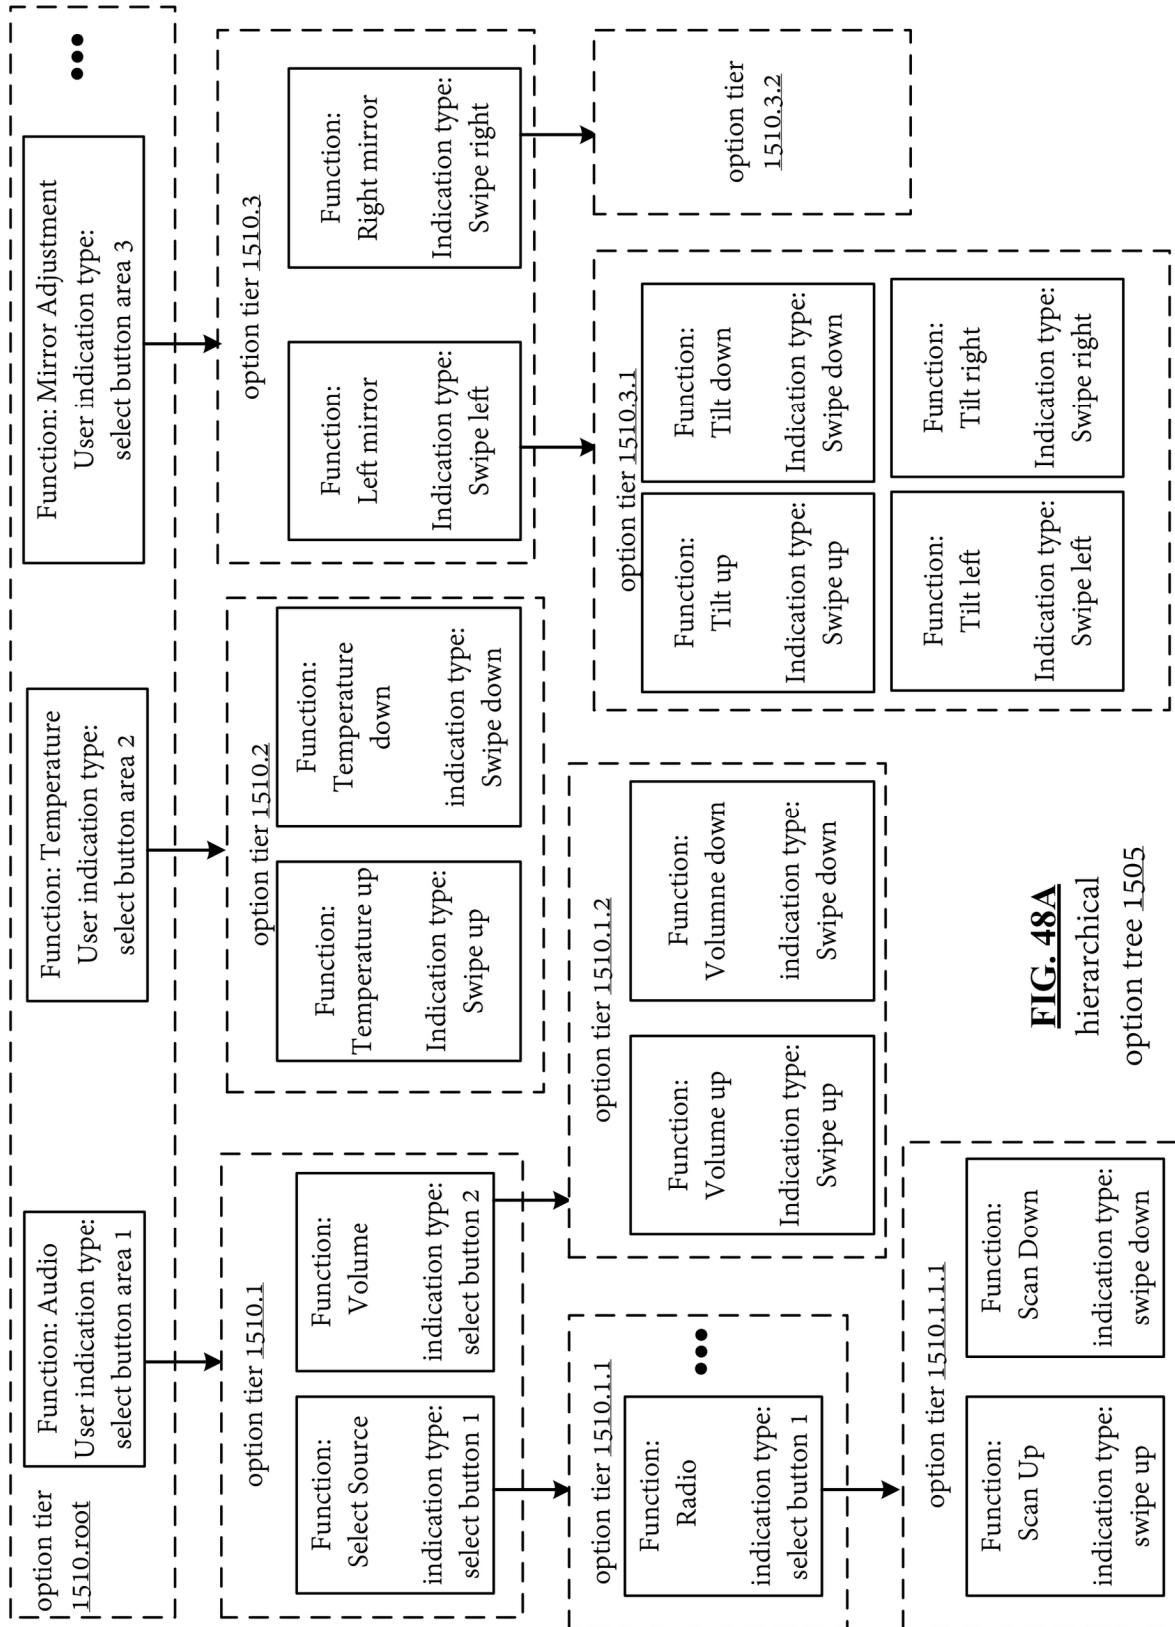 option tier
1510.root
Function: Audio
User indication type:
select button area 1
Function: Temperature
User indication type:
select button area 2
Function: Mirror Adjustment
User indication type:
select button area 3
•••
option tier 1510.1
Function:
Select Source
indication type:
select button 1
Function:
Volume
indication type:
select button 2
option tier 1510.2
Function:
Temperature up
Indication type:
Swipe up
Function:
Temperature
down
indication type:
Swipe down
option tier 1510.3
Function:
Left mirror
Indication type:
Swipe left
Function:
Right mirror
Indication type:
Swipe right
option tier 1510.1.1
Function:
Radio
indication type:
select button 1
•••
option tier 1510.1.2
Function:
Volume up
Indication type:
Swipe up
Function:
Volumne down
indication type:
Swipe down
option tier 1510.3.1
Function:
Tilt up
Indication type:
Swipe up
Function:
Tilt down
Indication type:
Swipe down
Function:
Tilt left
Indication type:
Swipe left
Function:
Tilt right
Indication type:
Swipe right
option tier
1510.3.2
option tier 1510.1.1.1
Function:
Scan Up
indication type:
swipe up
Function:
Scan Down
indication type:
swipe down
FIG. 48A
hierarchical
option tree 1505